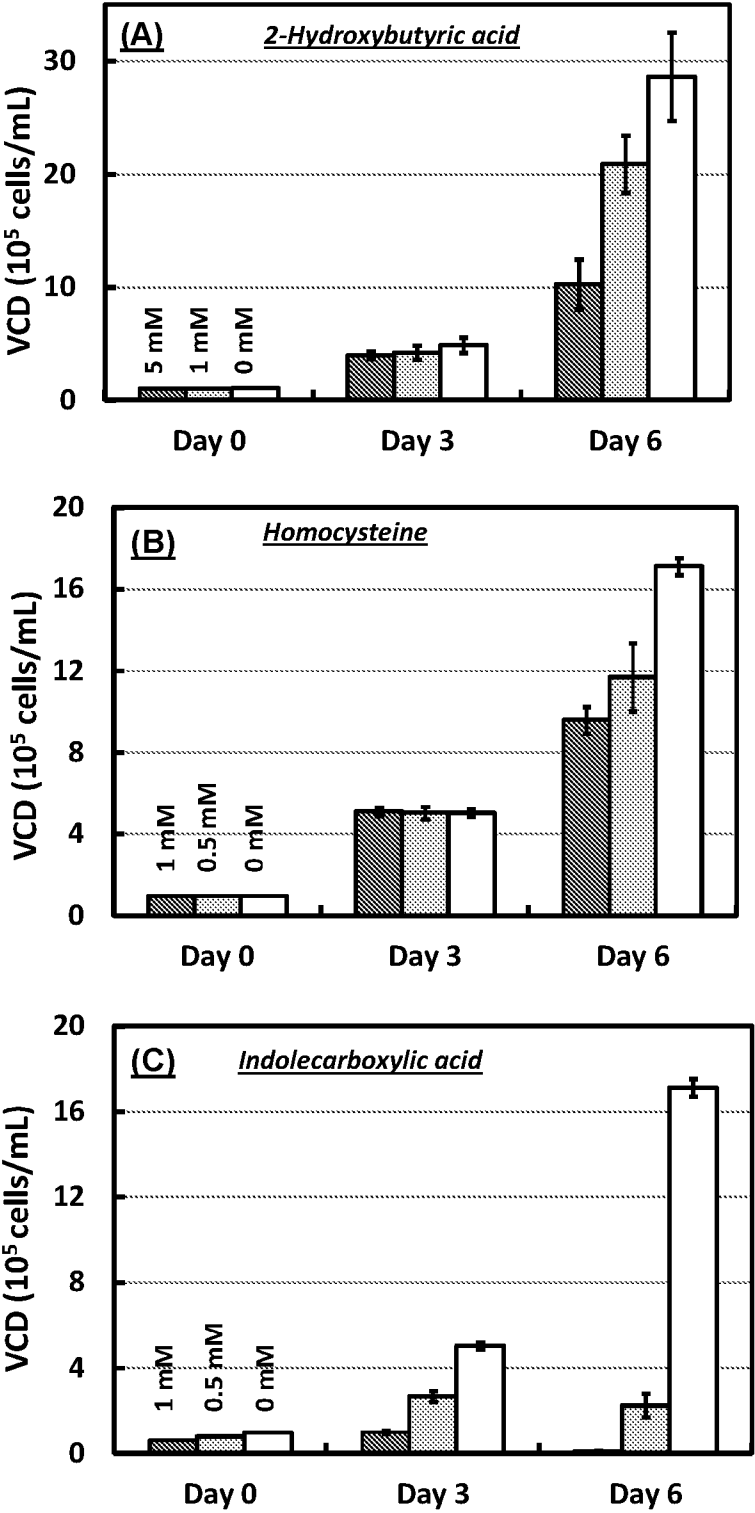 (A) 2-Hydroxybutyric acid
VCD (10⁵ cells/mL)
30
20
10
0
5 mM
1 mM
0 mM
Day 0 Day 3 Day 6
(B) Homocysteine
VCD (10⁵ cells/mL)
20
16
12
8
4
0
1 mM
0.5 mM
0 mM
Day 0 Day 3 Day 6
(C) Indolecarboxylic acid
VCD (10⁵ cells/mL)
20
16
12
8
4
0
1 mM
0.5 mM
0 mM
Day 0 Day 3 Day 6